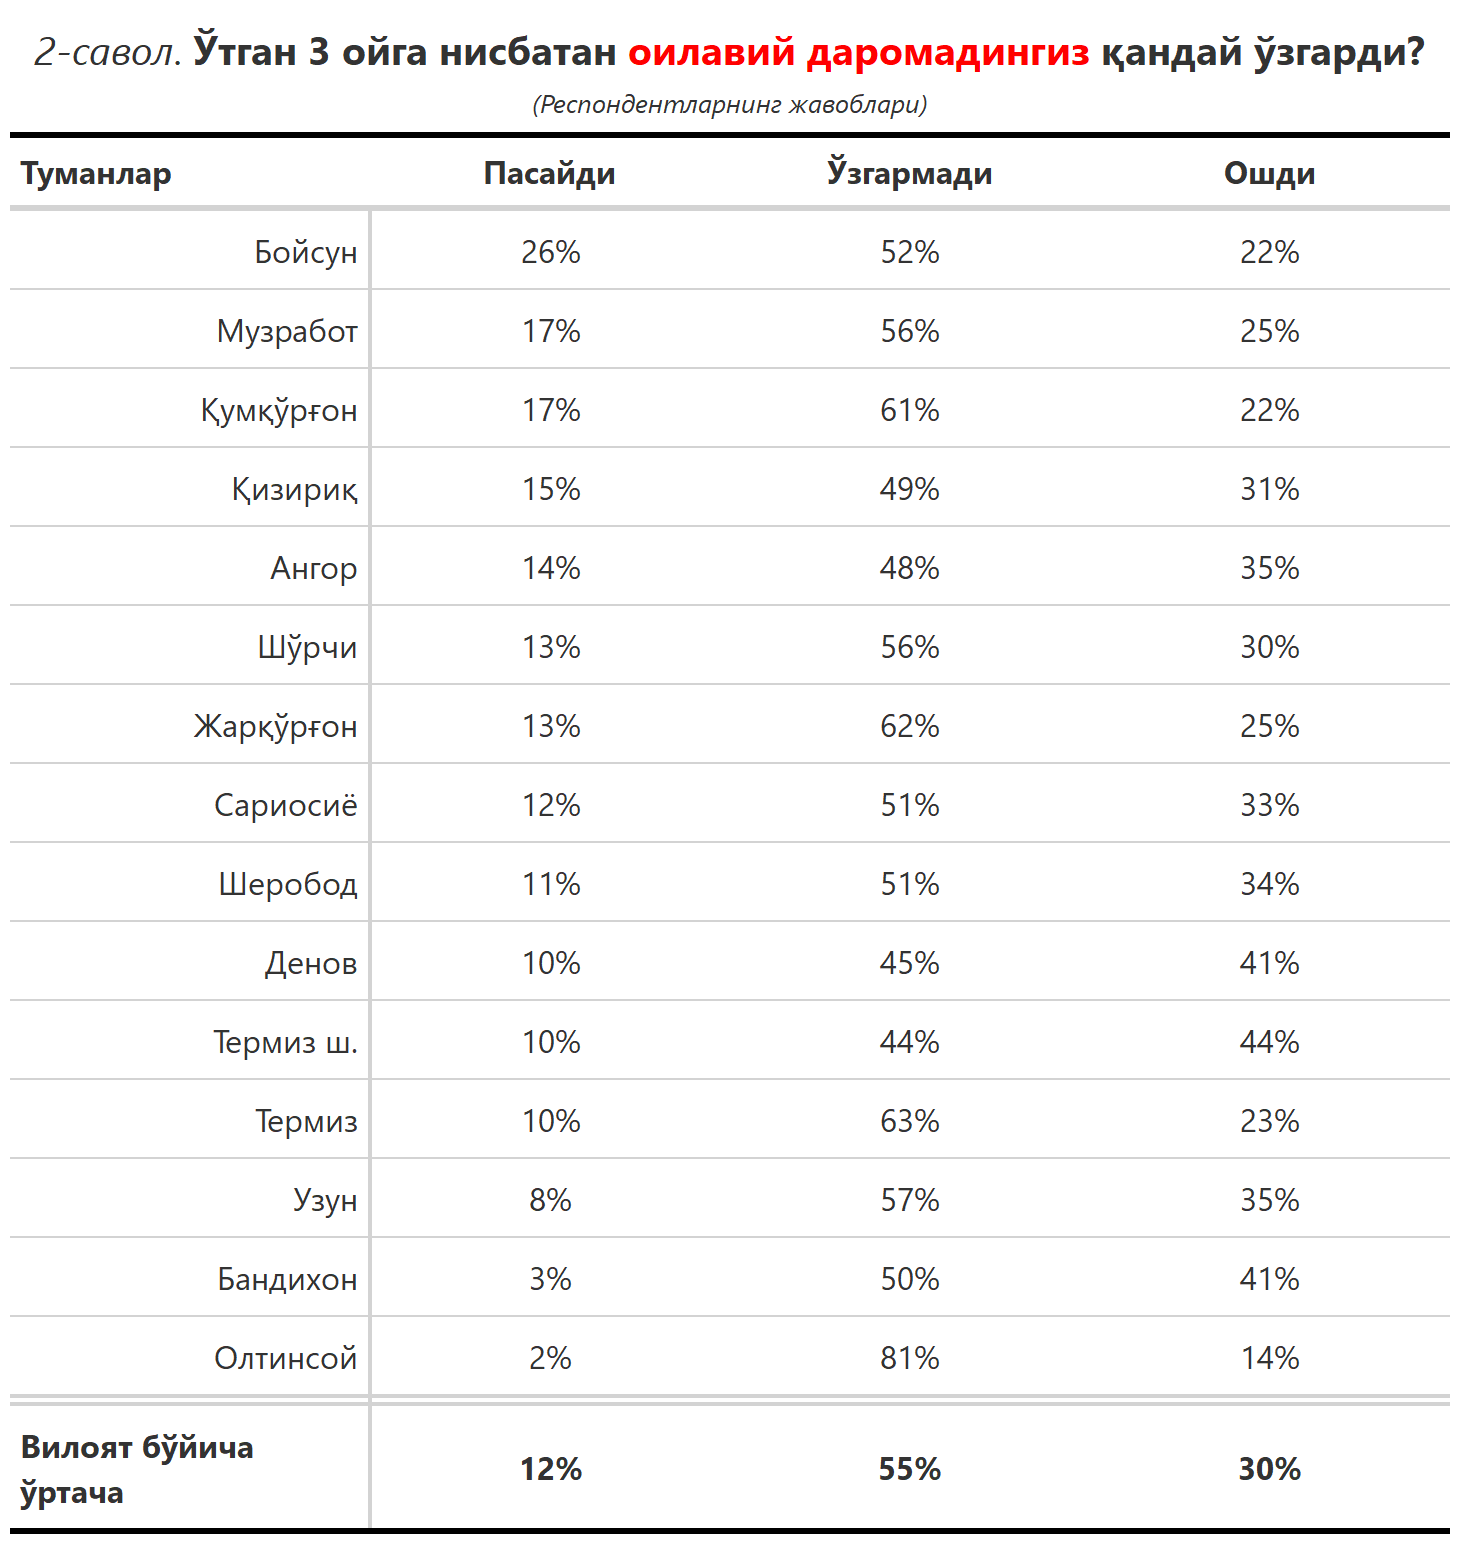 2-савол. Ўтган 3 ойга нисбатан оилавий даромадингиз қандай ўзгарди?
(Респондентларнинг жавоблари)
Туманлар Пасайди Ўзгармади Ошди
Бойсун 26% 52% 22%
Музработ 17% 56% 25%
Қумқўрғон 17% 61% 22%
Қизириқ 15% 49% 31%
Ангор 14% 48% 35%
Шўрчи 13% 56% 30%
Жарқўрғон 13% 62% 25%
Сариосиё 12% 51% 33%
Шеробод 11% 51% 34%
Денов 10% 45% 41%
Термиз ш. 10% 44% 44%
Термиз 10% 63% 23%
Узун 8% 57% 35%
Бандихон 3% 50% 41%
Олтинсой 2% 81% 14%
Вилоят бўйича
ўртача 12% 55% 30%